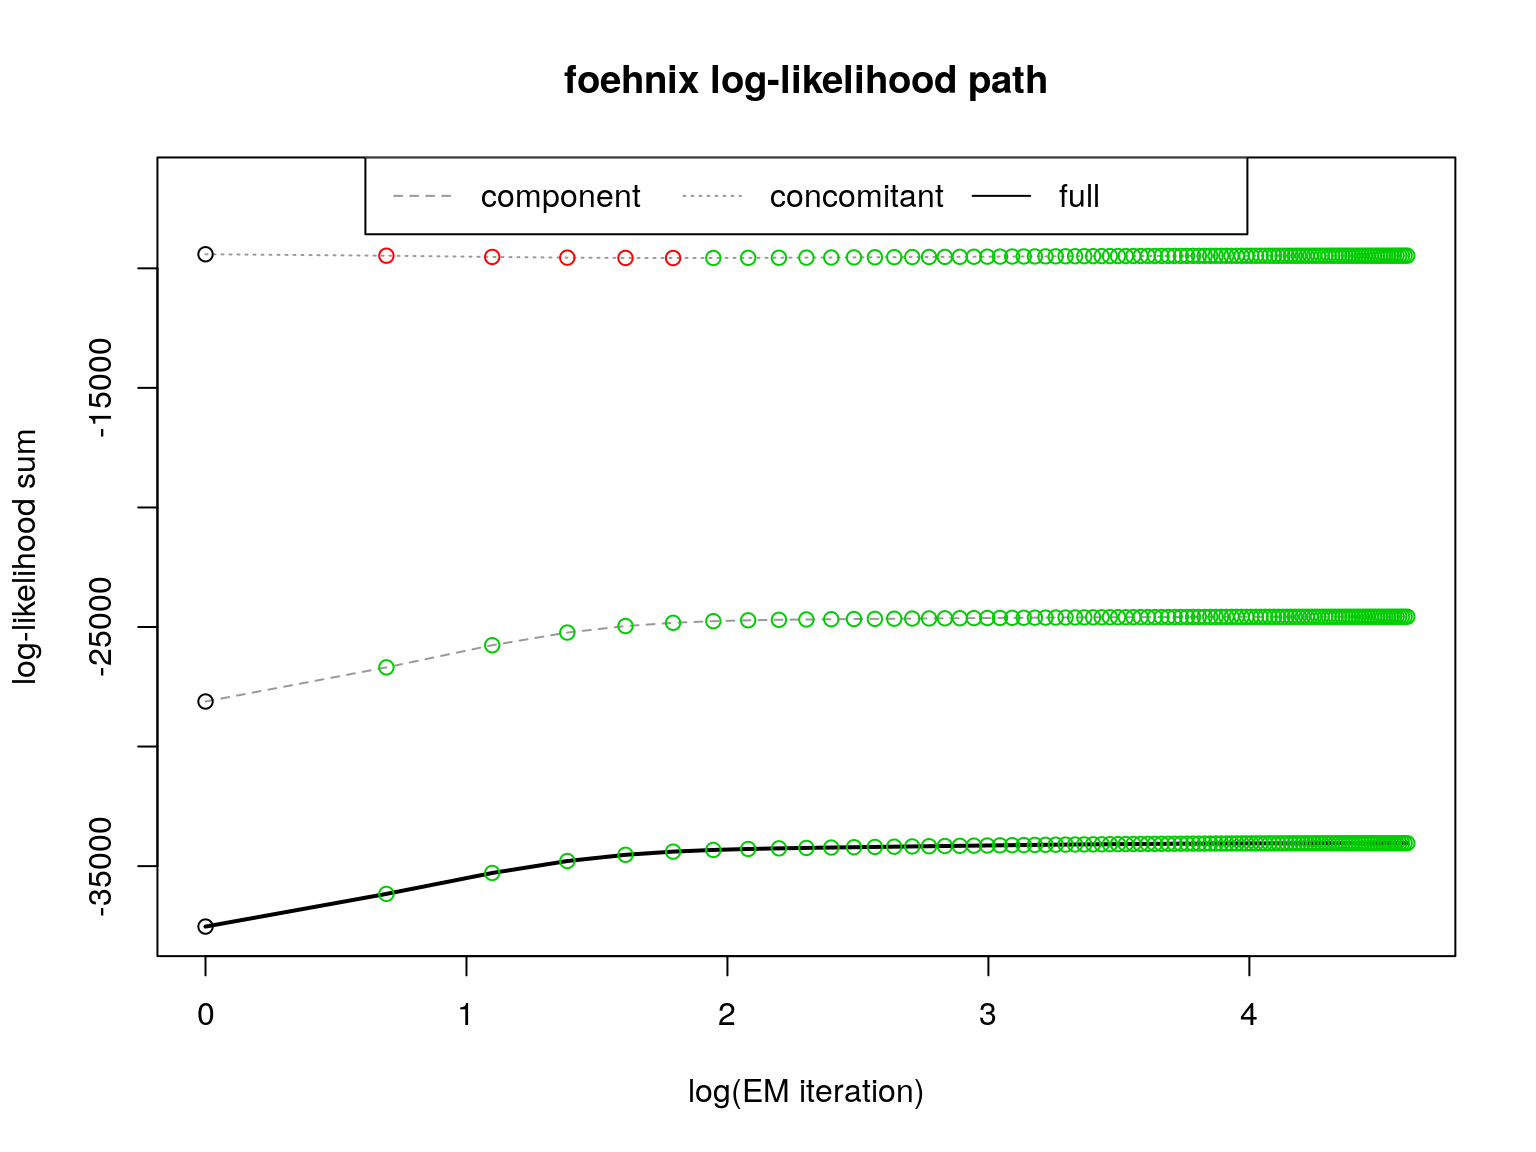 foehnix log-likelihood path
component concomitant full
log-likelihood sum
-15000
-25000
-35000
0 1 2 3 4
log(EM iteration)